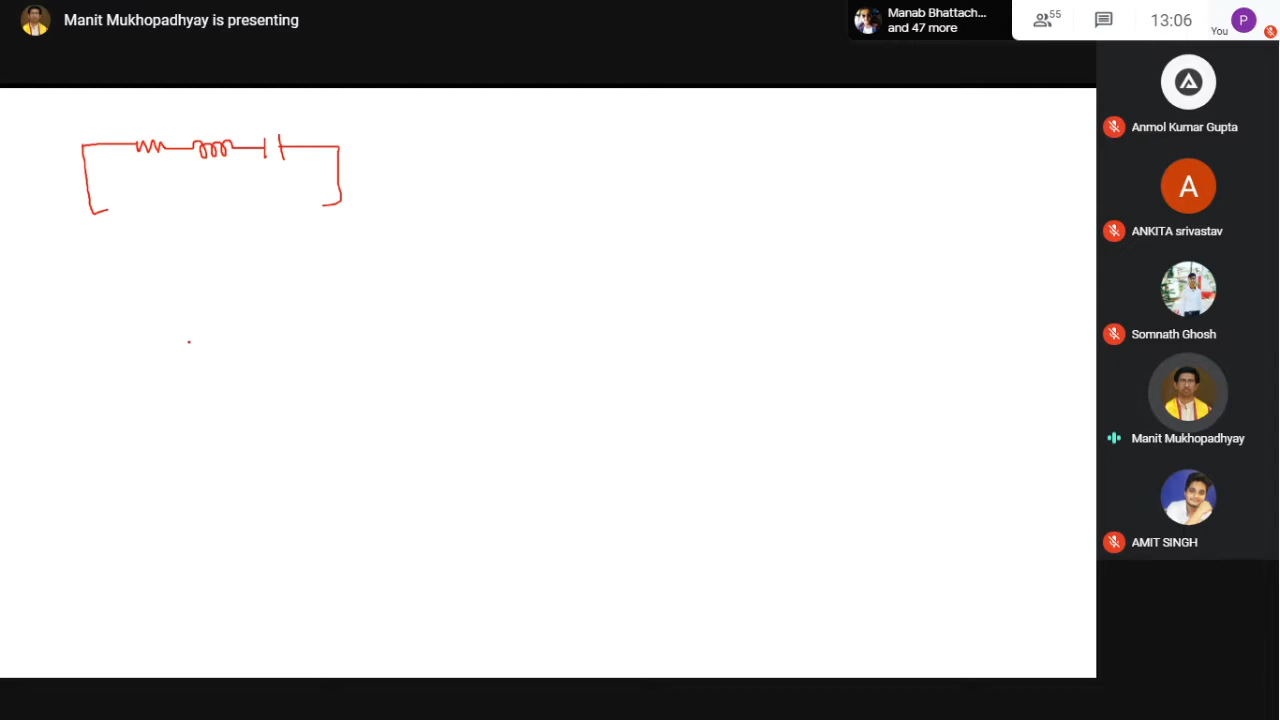 Manit Mukhopadhyay is presenting
Manab Bhattach...
and 47 more
55
13:06
You
P
Anmol Kumar Gupta
A
ANKITA srivastav
Somnath Ghosh
Manit Mukhopadhyay
AMIT SINGH